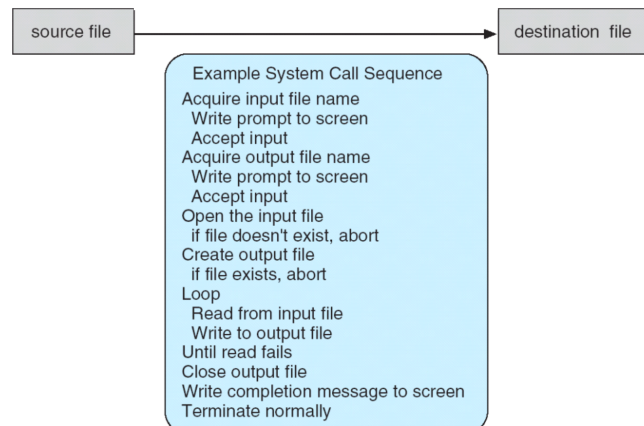 source file
destination file
Example System Call Sequence
Acquire input file name
Write prompt to screen
Accept input
Acquire output file name
Write prompt to screen
Accept input
Open the input file
if file doesn't exist, abort
Create output file
if file exists, abort
Loop
Read from input file
Write to output file
Until read fails
Close output file
Write completion message to screen
Terminate normally